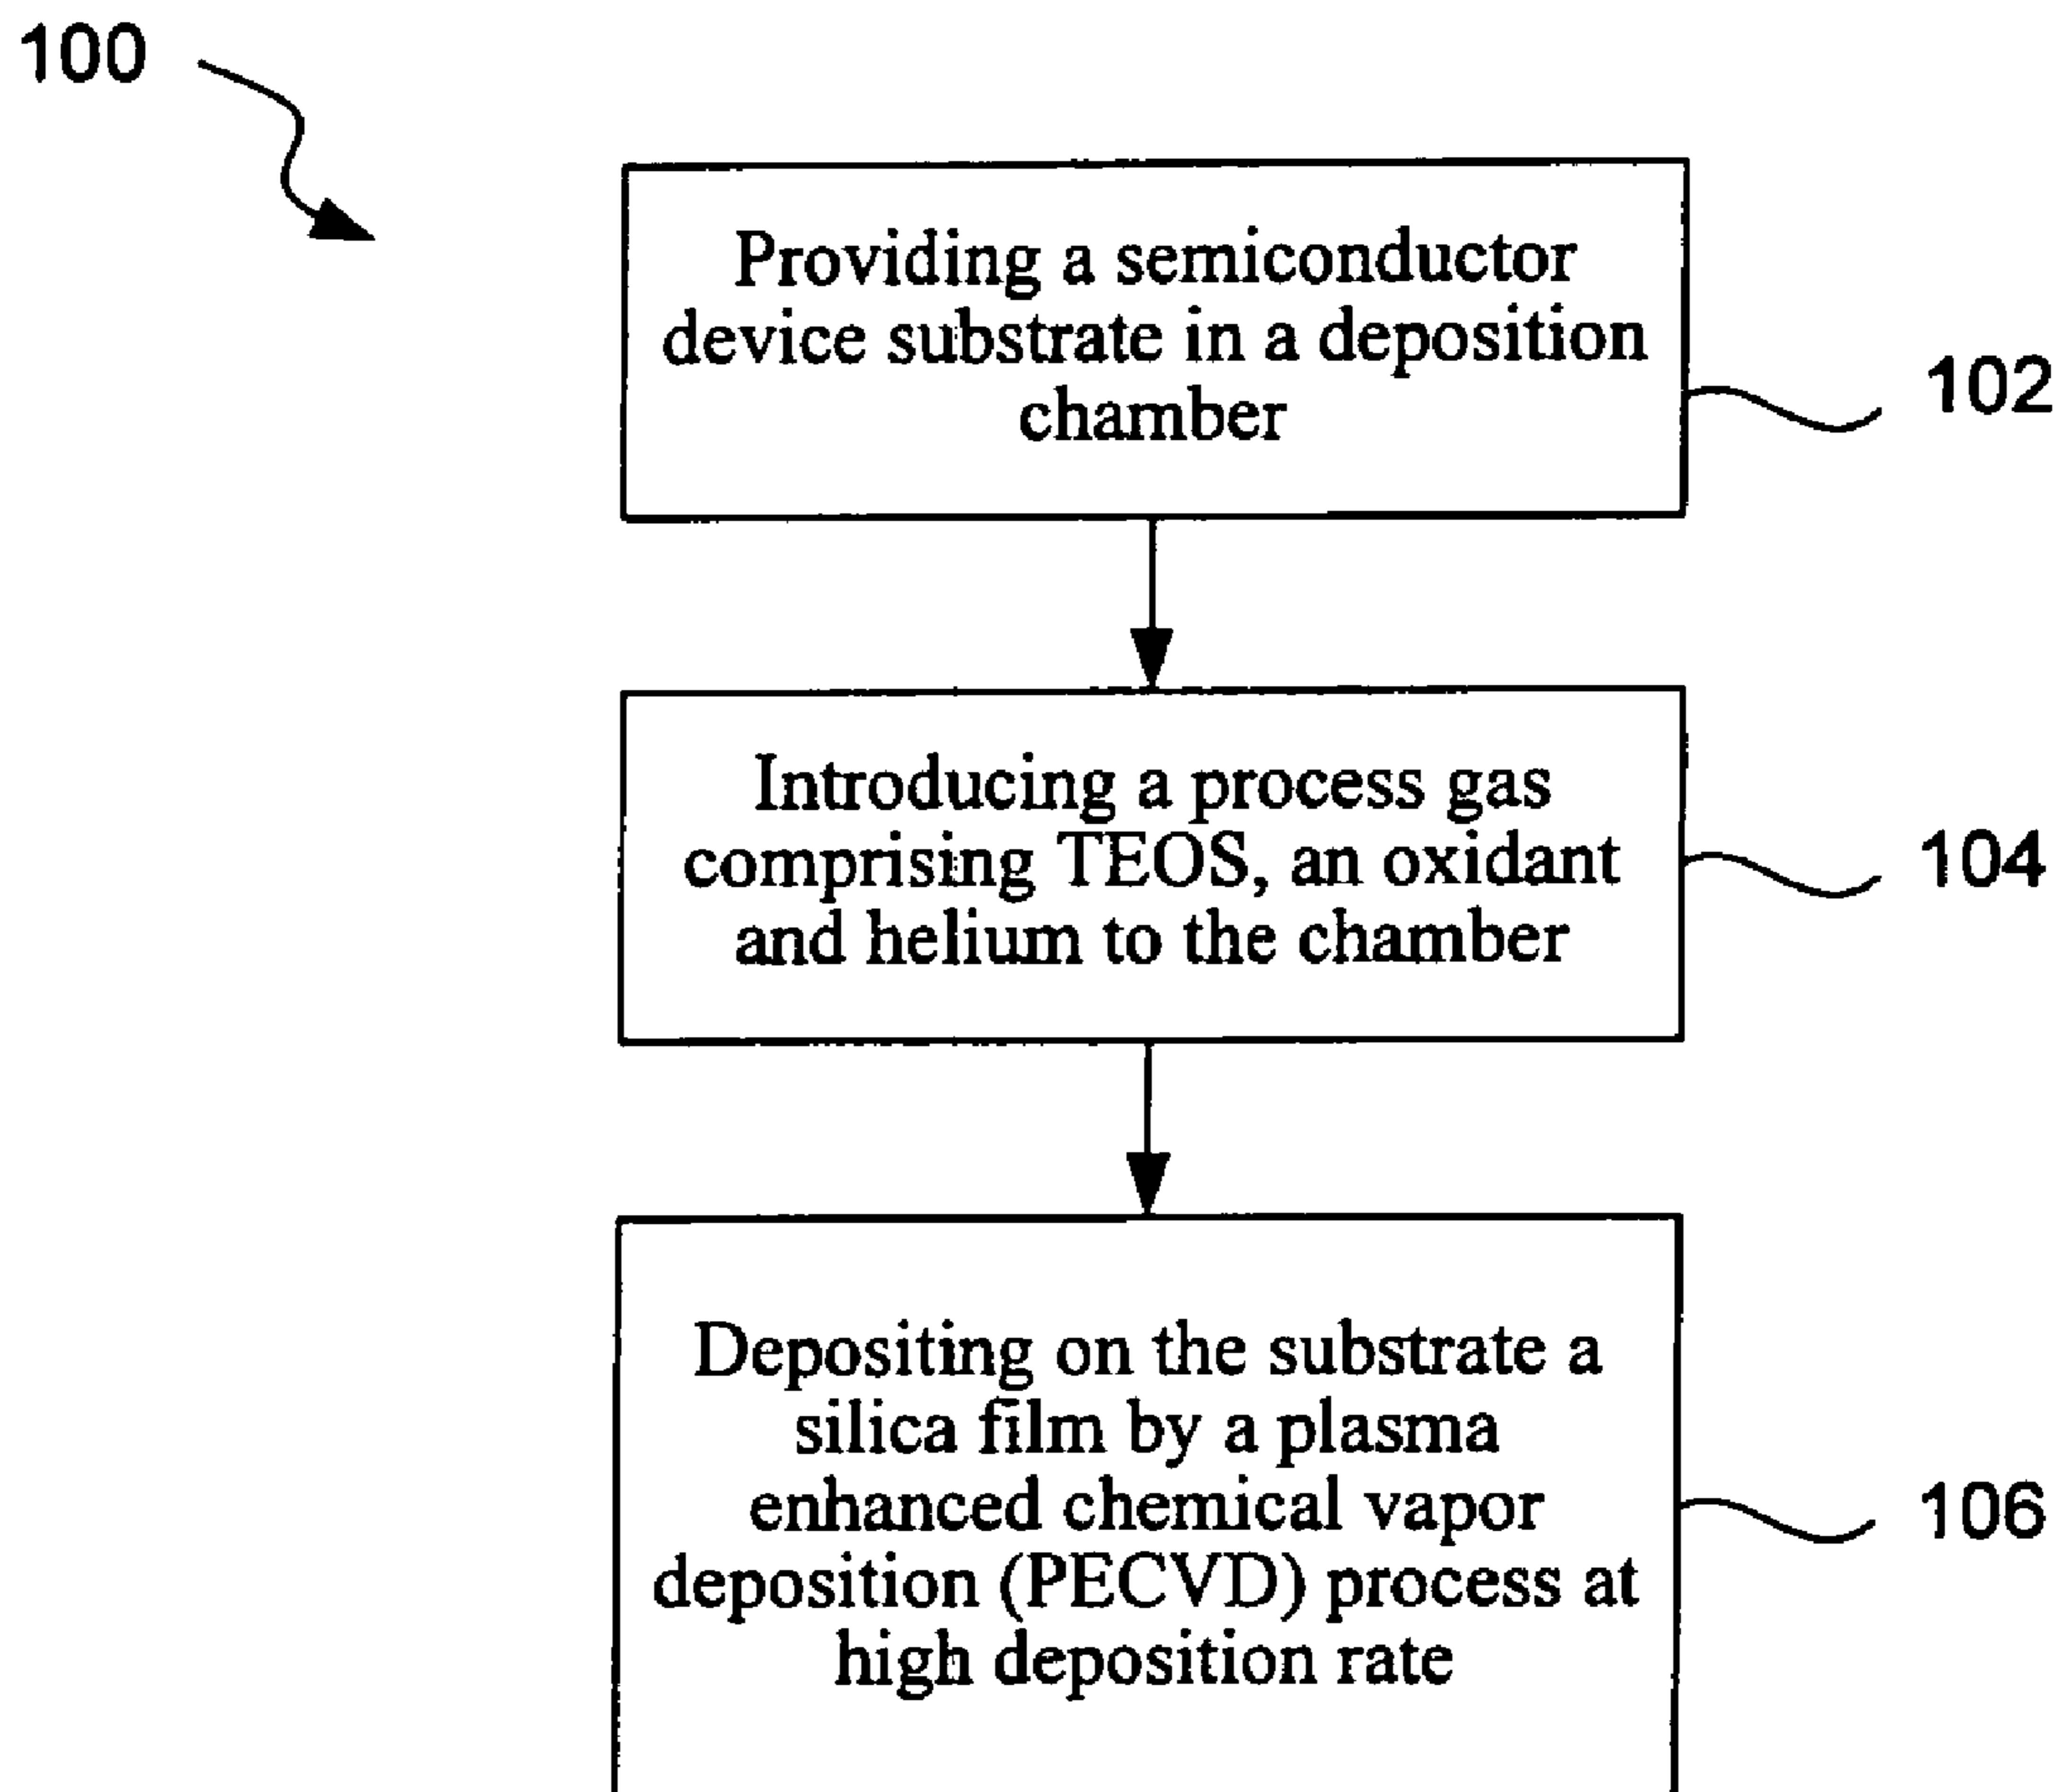 100
Providing a semiconductor
device substrate in a deposition
chamber
102
Introducing a process gas
comprising TEOS, an oxidant
and helium to the chamber
104
Depositing on the substrate a
silica film by a plasma
enhanced chemical vapor
deposition (PECVD) process at
high deposition rate
106